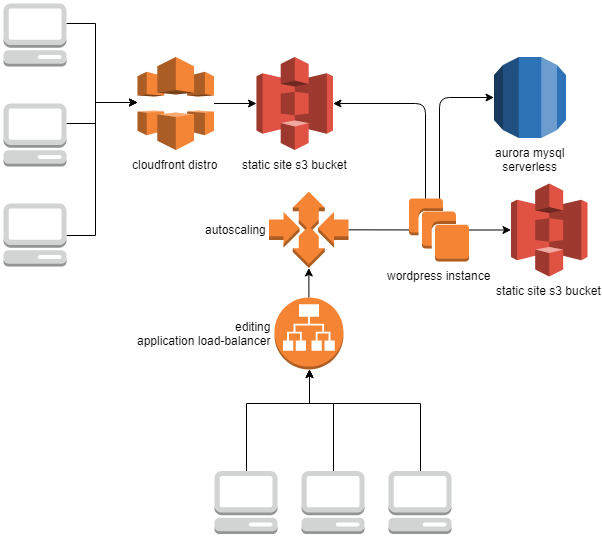 cloudfront distro
static site s3 bucket
aurora mysql
serverless
autoscaling
wordpress instance
static site s3 bucket
editing
application load-balancer